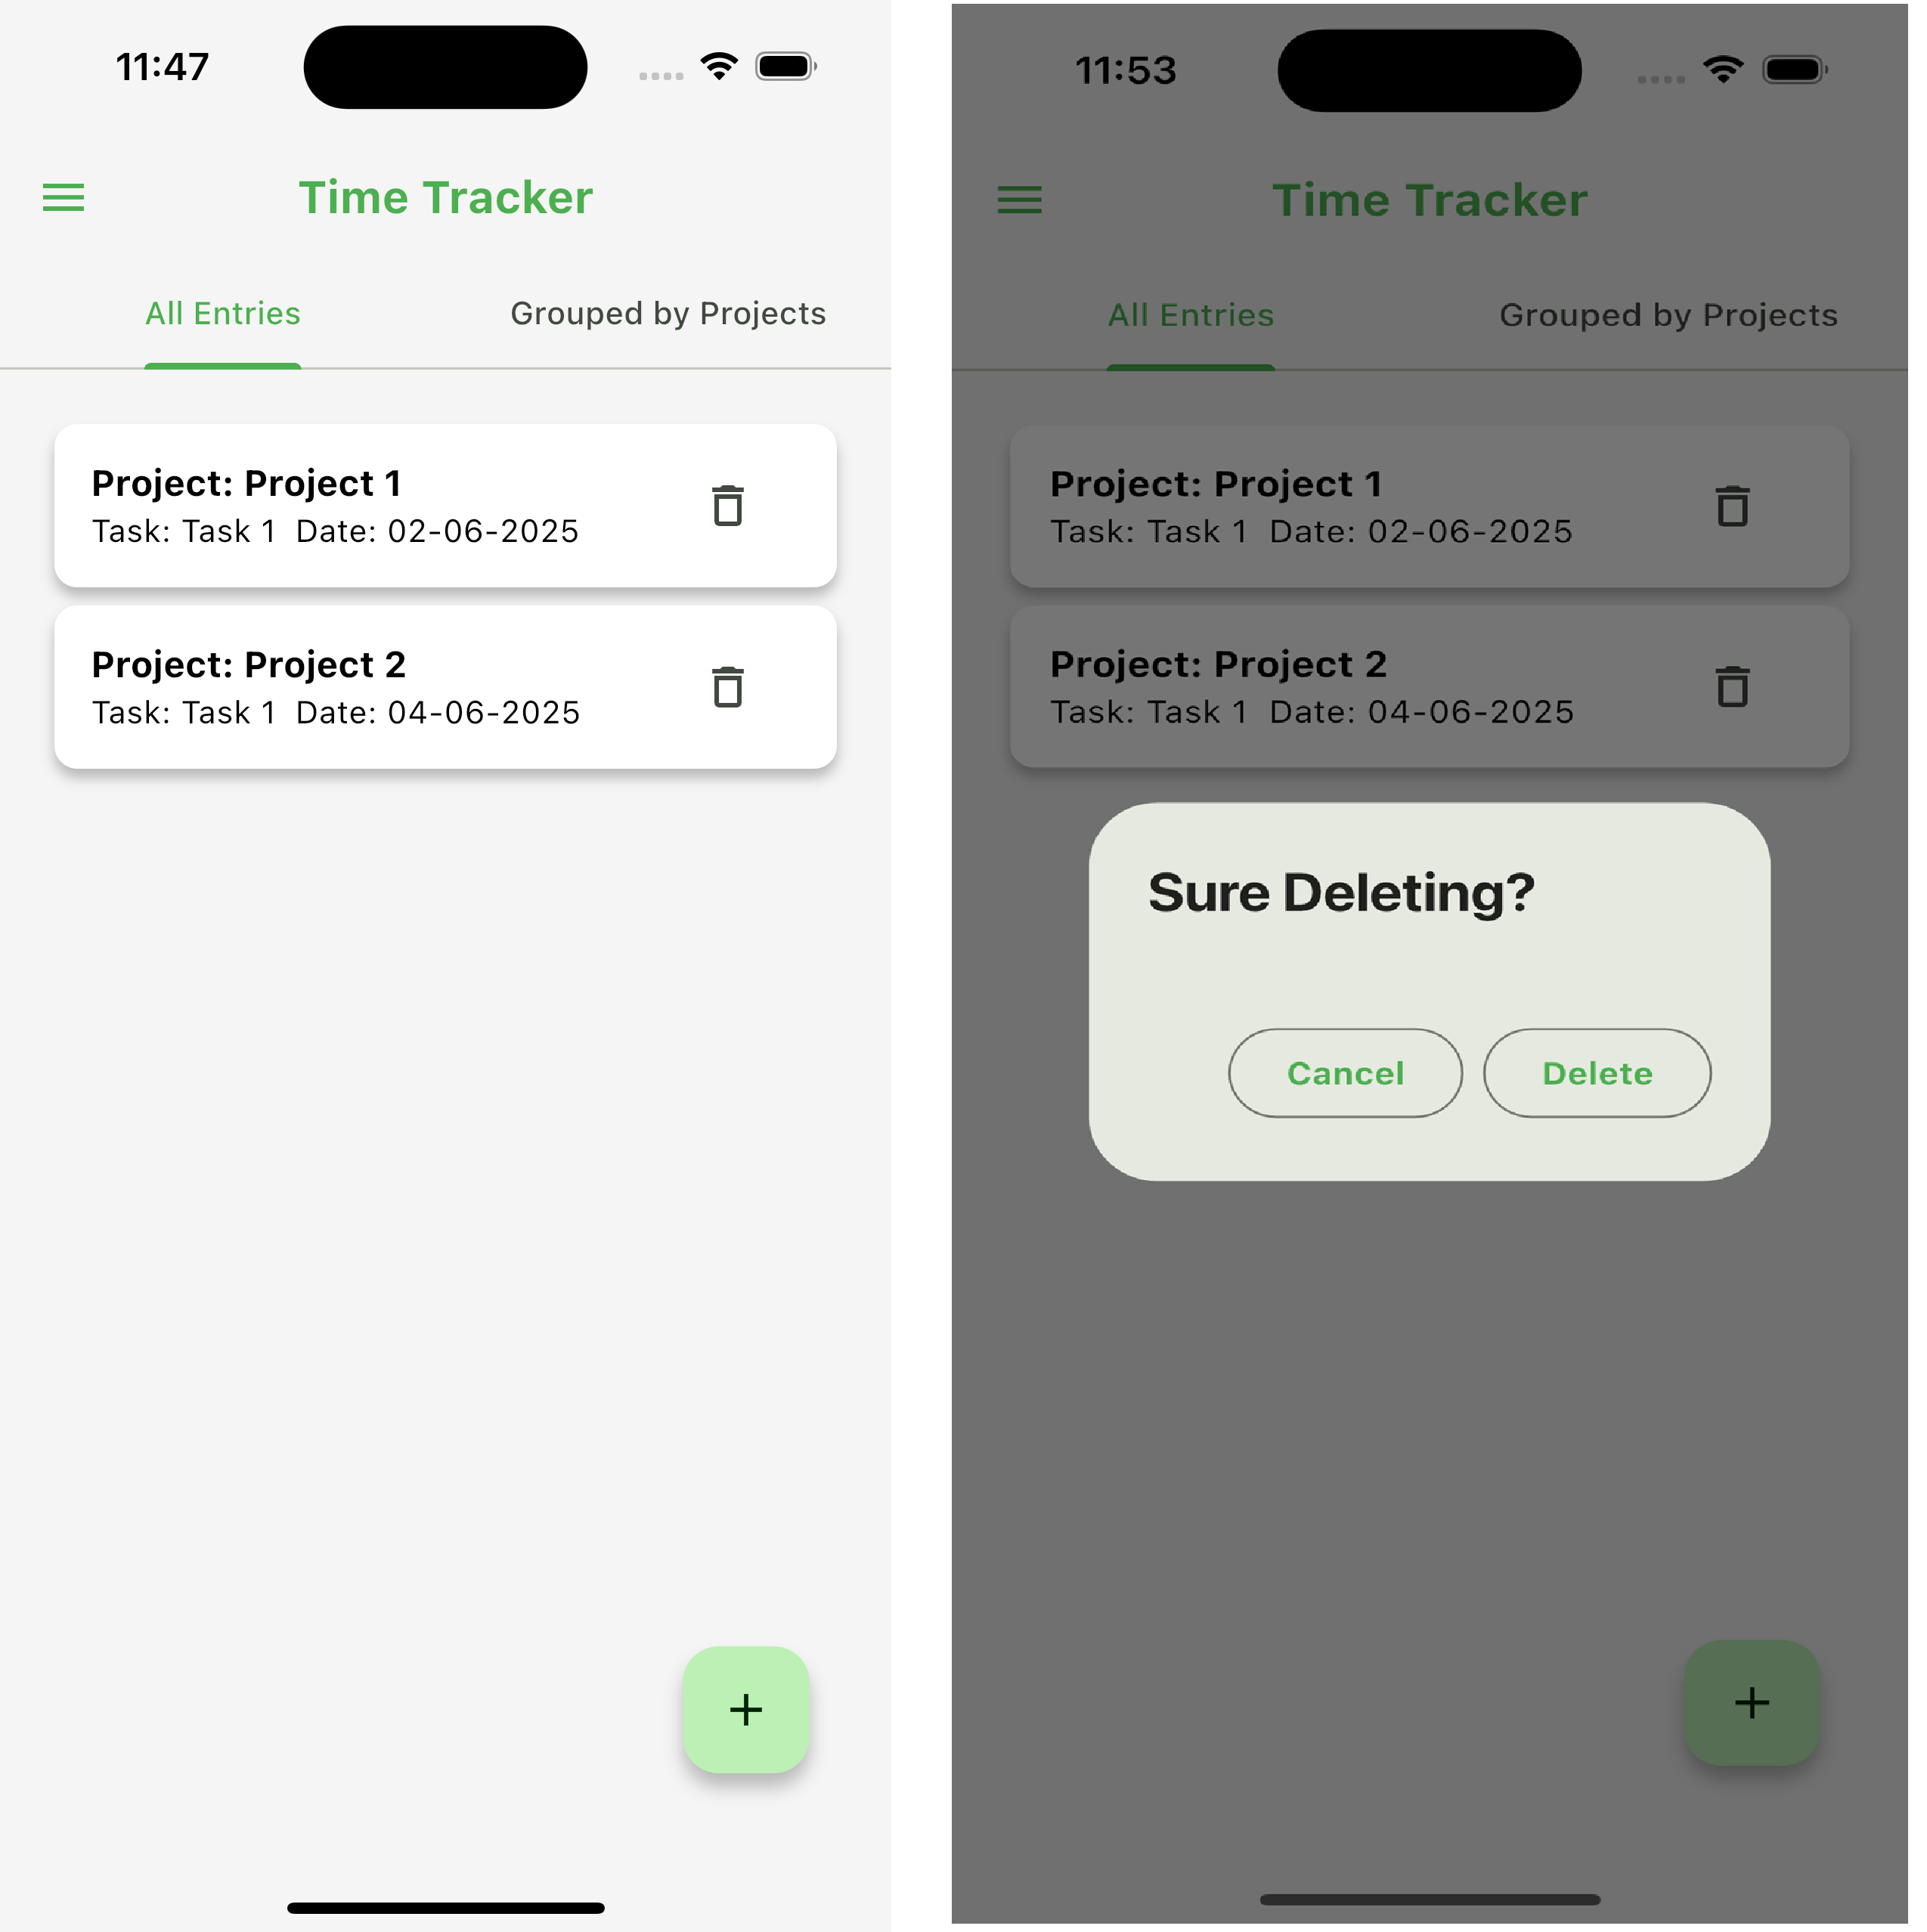 11:47
Time Tracker
All Entries
Grouped by Projects
Project: Project 1
Task: Task 1 Date: 02-06-2025
Project: Project 2
Task: Task 1 Date: 04-06-2025
+
11:53
Time Tracker
All Entries
Grouped by Projects
Project: Project 1
Task: Task 1 Date: 02-06-2025
Project: Project 2
Task: Task 1 Date: 04-06-2025
Sure Deleting?
Cancel
Delete
+